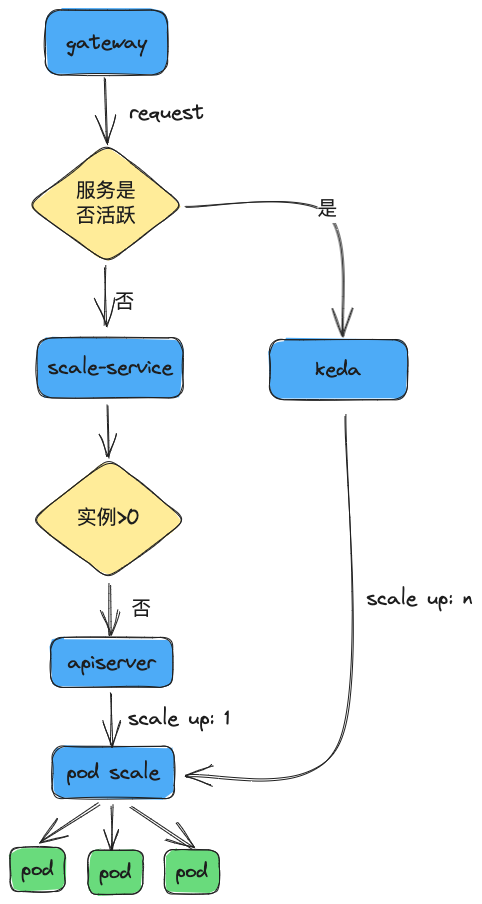 gateway
request
服务是
否活跃
是
否
scale-service
keda
实例>0
否
scale up: n
apiserver
scale up: 1
pod scale
pod
pod
pod